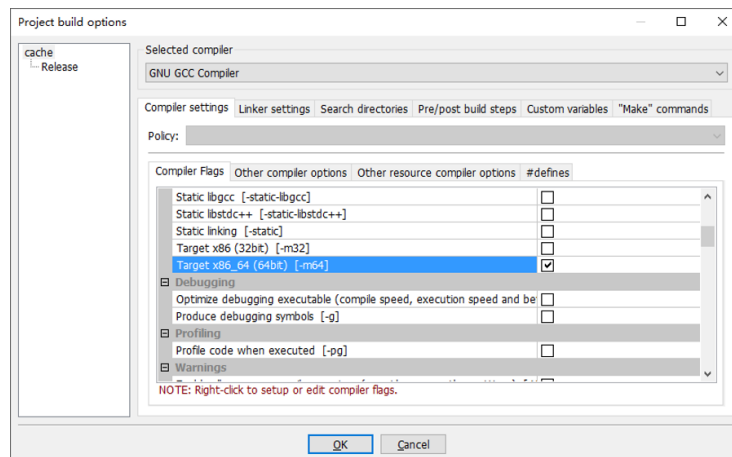 Project build options
cache
Release
Selected compiler
GNU GCC Compiler
Compiler settings Linker settings Search directories Pre/post build steps Custom variables "Make" commands
Policy:
Compiler Flags Other compiler options Other resource compiler options #defines
Static libgcc [-static-libgcc]
Static libstdc++ [-static-libstdc++]
Static linking [-static]
Target x86 (32bit) [-m32]
Target x86_64 (64bit) [-m64]
Debugging
Optimize debugging executable (compile speed, execution speed and be
Produce debugging symbols [-g]
Profiling
Profile code when executed [-pg]
Warnings
NOTE: Right-click to setup or edit compiler flags.
OK Cancel